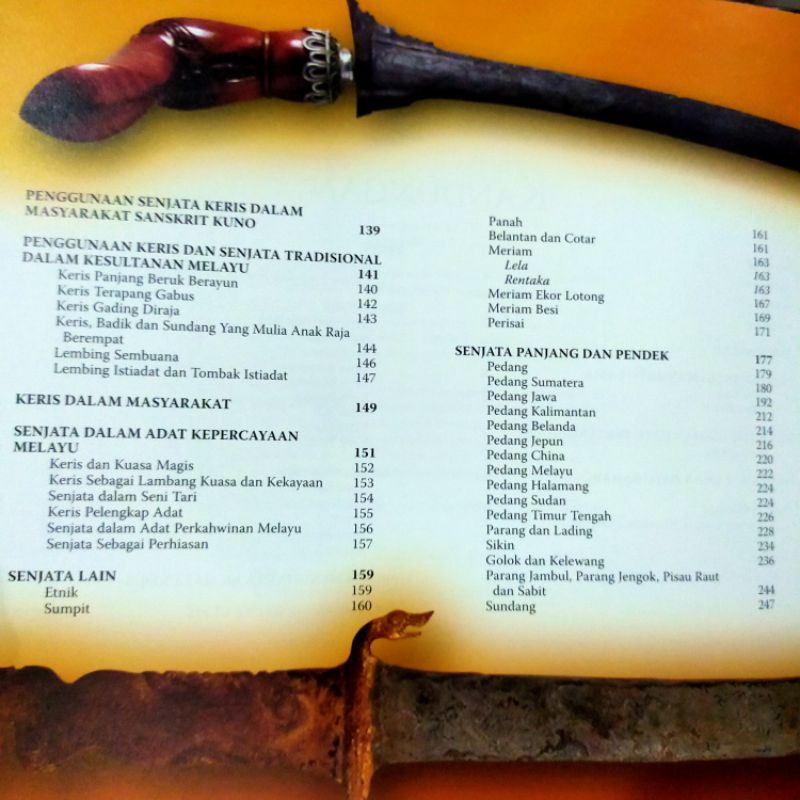 PENGGUNAAN SENJATA KERIS DALAM
MASYARAKAT SANSKRIT KUNO 139
PENGGUNAAN KERIS DAN SENJATA TRADISIONAL
DALAM KESULTANAN MELAYU 141
Keris Panjang Beruk Berayun 140
Keris Terapang Gabus 142
Keris Gading Diraja 143
Keris, Badik dan Sundang Yang Mulia Anak Raja
Berempat 144
Lembing Sembuana 146
Lembing Istiadat dan Tombak Istiadat 147
KERIS DALAM MASYARAKAT 149
SENJATA DALAM ADAT KEPERCAYAAN
MELAYU 151
Keris dan Kuasa Magis 152
Keris Sebagai Lambang Kuasa dan Kekayaan 153
Senjata dalam Seni Tari 154
Keris Pelengkap Adat 155
Senjata dalam Adat Perkahwinan Melayu 156
Senjata Sebagai Perhiasan 157
SENJATA LAIN 159
Etnik 159
Sumpit 160
Panah 161
Belantan dan Cotar 161
Meriam 163
Lela 163
Rentaka 163
Meriam Ekor Lotong 167
Meriam Besi 169
Perisai 171
SENJATA PANJANG DAN PENDEK 177
Pedang 179
Pedang Sumatera 180
Pedang Jawa 192
Pedang Kalimantan 212
Pedang Belanda 214
Pedang Jepun 216
Pedang China 220
Pedang Melayu 222
Pedang Halamang 224
Pedang Sudan 224
Pedang Timur Tengah 226
Parang dan Lading 228
Sikin 234
Golok dan Kelewang 236
Parang Jambul, Parang Jengok, Pisau Raut
dan Sabit 244
Sundang 247